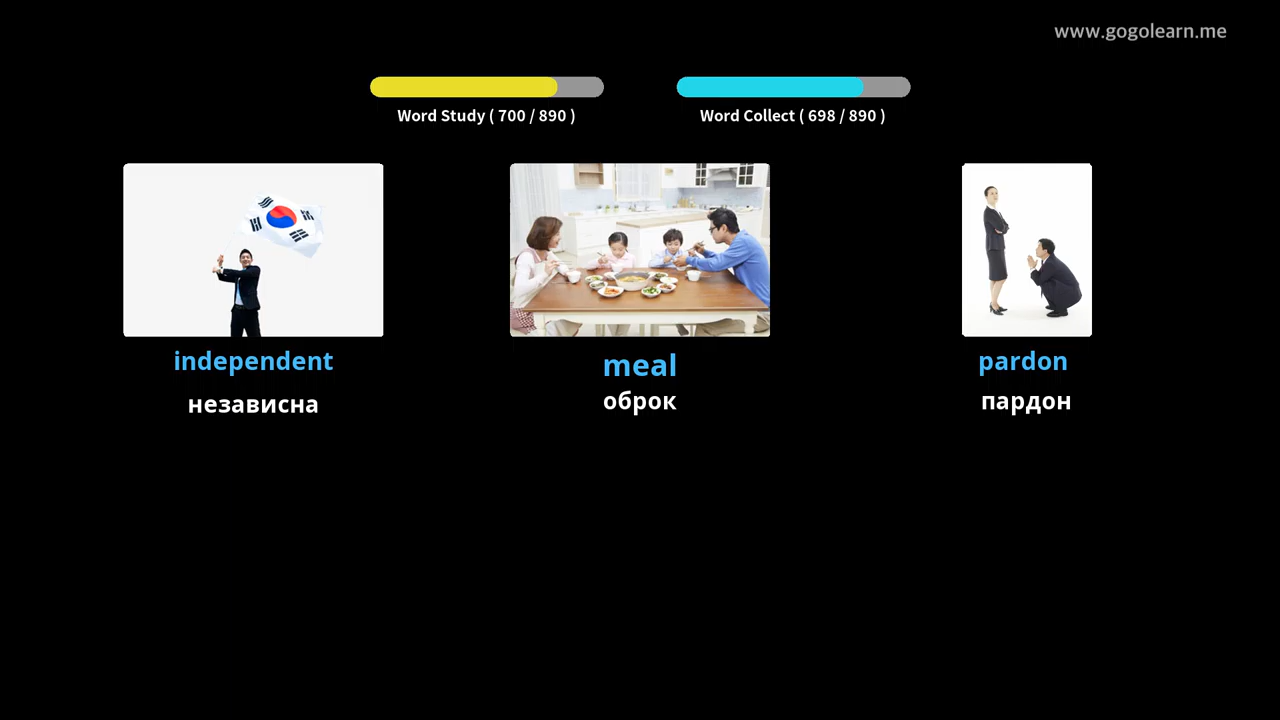 www.gogolearn.me
Word Study ( 700 / 890 )
Word Collect ( 698 / 890 )
independent
независна
meal
оброк
pardon
пардон